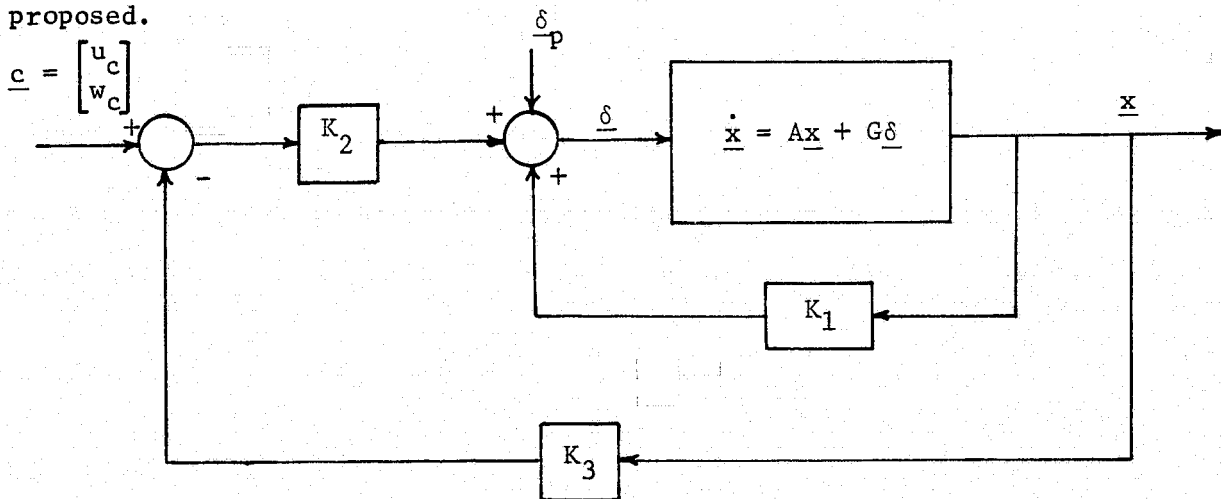 proposed.
c = [u_c
w_c]
+
-
K_2
δ_p
+
+
δ
ẋ = Ax + Gδ
x
K_1
K_3